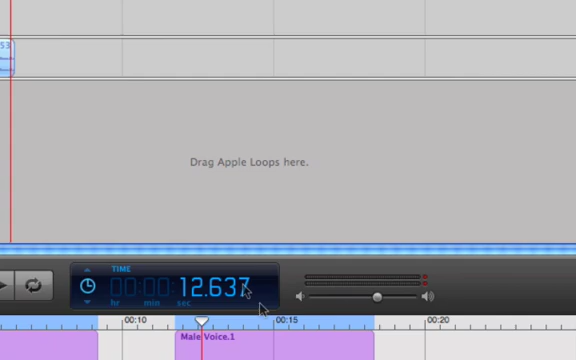 53
Drag Apple Loops here.
TIME
00:00:12.637
hr min sec
00:10 00:15 00:20
Male Voice.1